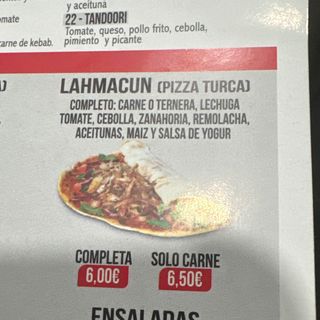 y aceituna
22 - TANDOORI
Tomate, queso, pollo frito, cebolla,
pimiento y picante
omate
carne de kebab.
LAHMACUN (PIZZA TURCA)
COMPLETO: CARNE O TERNERA, LECHUGA
TOMATE, CEBOLLA, ZANAHORIA, REMOLACHA,
ACEITUNAS, MAIZ Y SALSA DE YOGUR
COMPLETA
6,00€
SOLO CARNE
6,50€
ENSALADAS